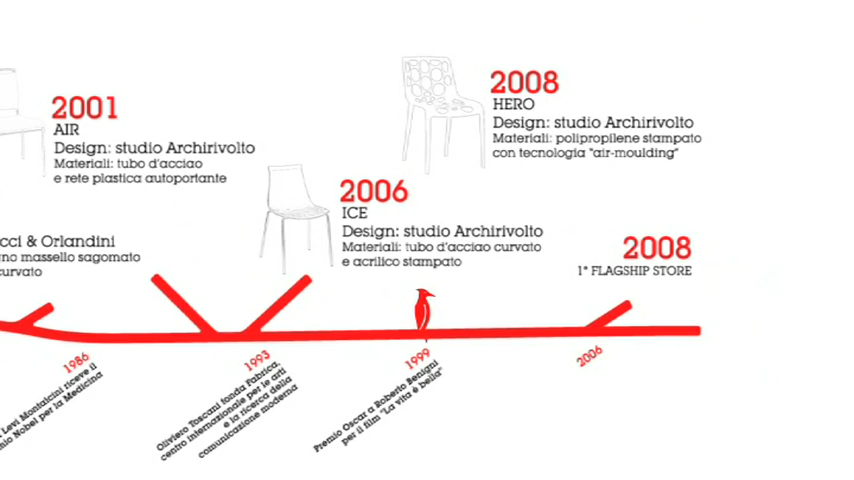 2001
AIR
Design: studio Archirivolto
Materiali: tubo d'acciao
e rete plastica autoportante
2008
HERO
Design: studio Archirivolto
Materiali: polipropilene stampato
con tecnologia "air-moulding"
2006
ICE
Design: studio Archirivolto
Materiali: tubo d'acciao curvato
e acrilico stampato
& Orlandini
massello sagomato
2008
1° FLAGSHIP STORE
1986
Levi Montalcini riceve il
Nobel per la Medicina
1993
Oliviero Toscani fonda Fabrica,
centro internazionale per le arti
e la ricerca della
comunicazione moderna
1999
Premio Oscar a Roberto Benigni
per il film "La vita è bella"
2006